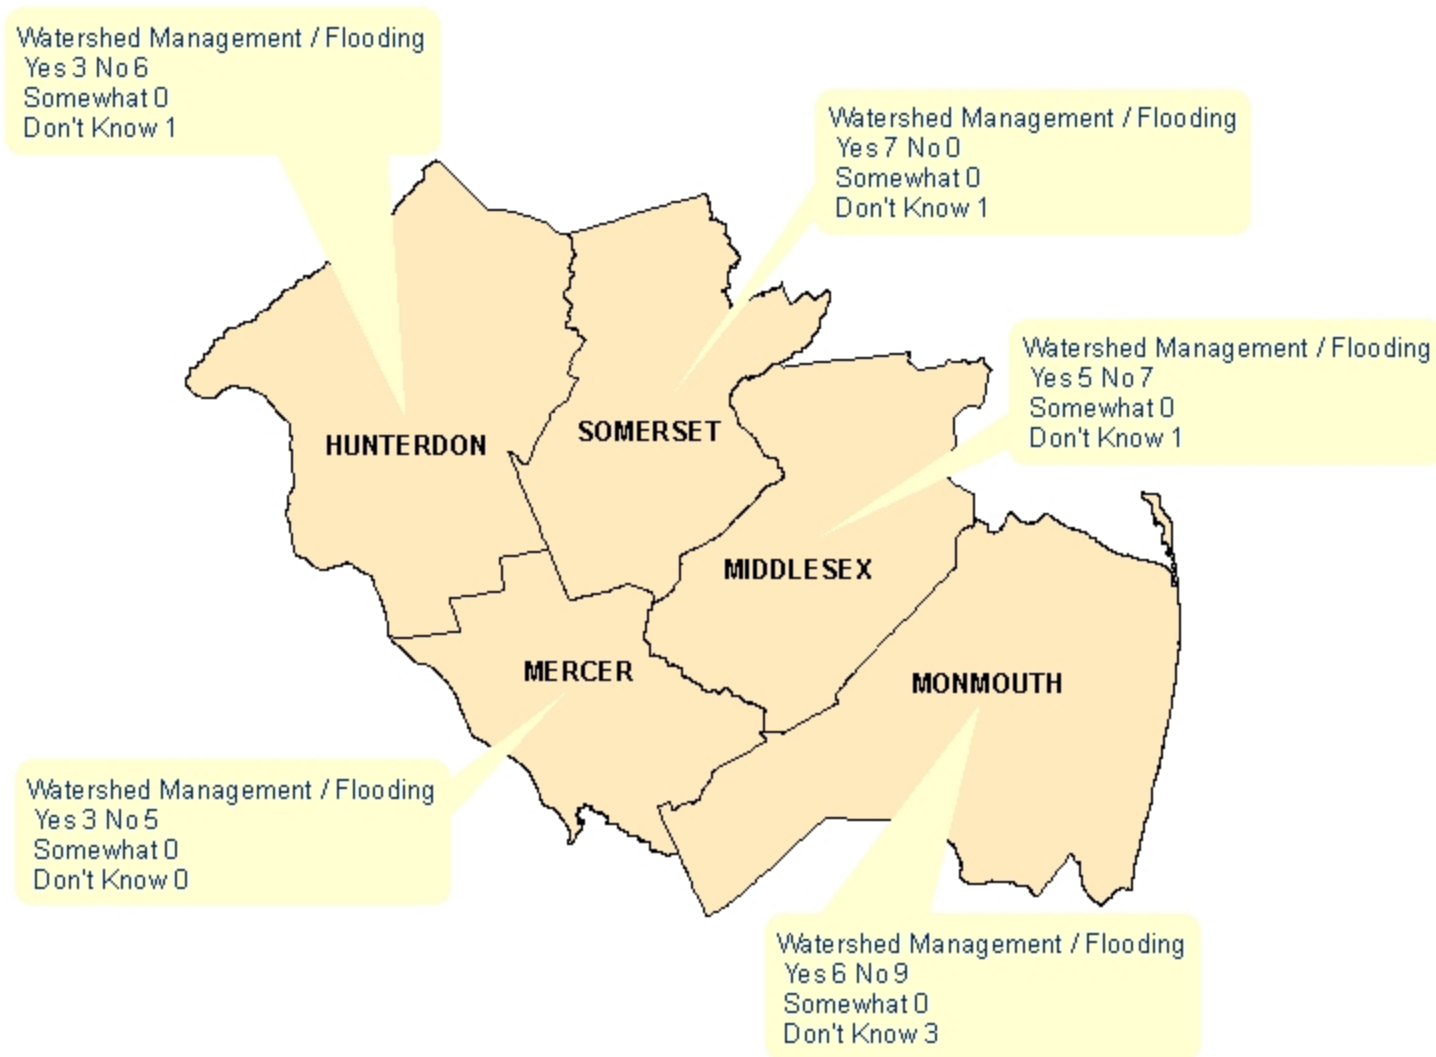 Watershed Management / Flooding
Yes 3 No 6
Somewhat 0
Don't Know 1
Watershed Management / Flooding
Yes 7 No 0
Somewhat 0
Don't Know 1
Watershed Management / Flooding
Yes 5 No 7
Somewhat 0
Don't Know 1
HUNTERDON
SOMERSET
MIDDLESEX
MERCER
MONMOUTH
Watershed Management / Flooding
Yes 3 No 5
Somewhat 0
Don't Know 0
Watershed Management / Flooding
Yes 6 No 9
Somewhat 0
Don't Know 3